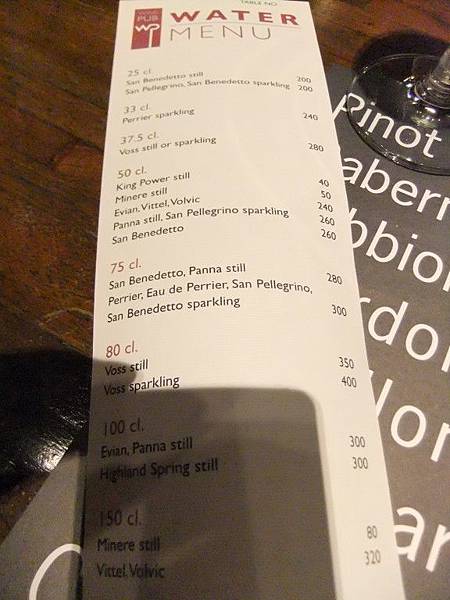 TABLE NO
PUB
WP
WATER
MENU
25 cl.
San Benedetto still 200
San Pellegrino, San Benedetto sparkling 200
33 cl.
Perrier sparkling 240
37.5 cl.
Voss still or sparkling 280
50 cl.
King Power still 40
Minere still 50
Evian, Vittel, Volvic 240
Panna still, San Pellegrino sparkling 260
San Benedetto 260
75 cl.
San Benedetto, Panna still 280
Perrier, Eau de Perrier, San Pellegrino,
San Benedetto sparkling 300
80 cl.
Voss still 350
Voss sparkling 400
100 cl.
Evian, Panna still 300
Highland Spring still 300
150 cl.
Minere still 80
Vittel, Volvic 320
Pinot
abern
bbiol
rdon
lor
ar